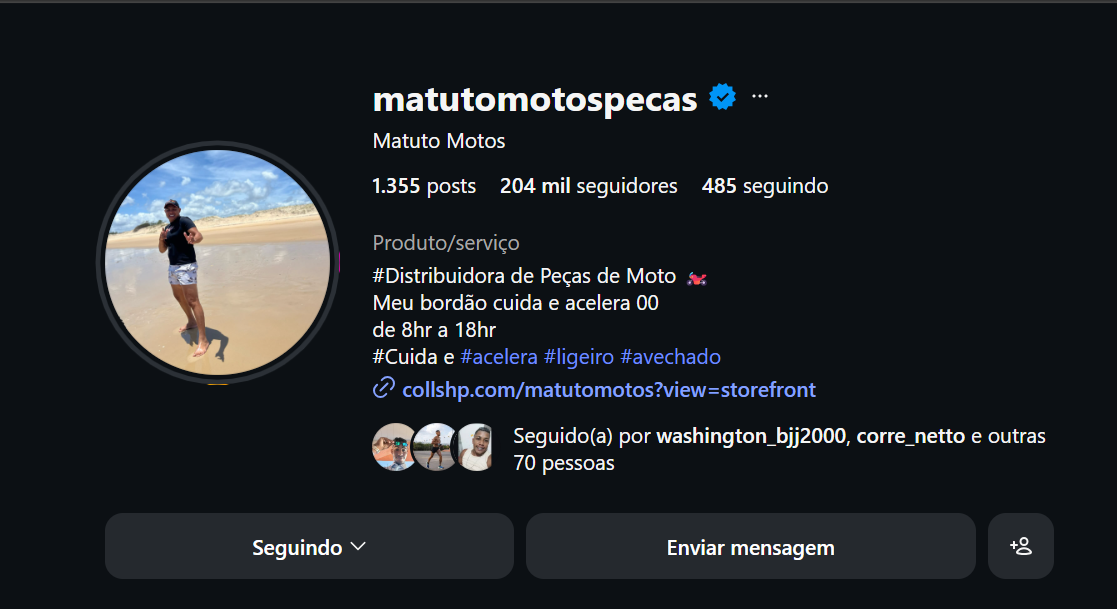 matutomotospecas
Matuto Motos
1.355 posts 204 mil seguidores 485 seguindo
Produto/serviço
#Distribuidora de Peças de Moto 🏍️
Meu bordão cuida e acelera 00
de 8hr a 18hr
#Cuida e #acelera #ligeiro #avechado
collshp.com/matutomotos?view=storefront
Seguido(a) por washington_bjj2000, corre_netto e outras
70 pessoas
Seguindo
Enviar mensagem